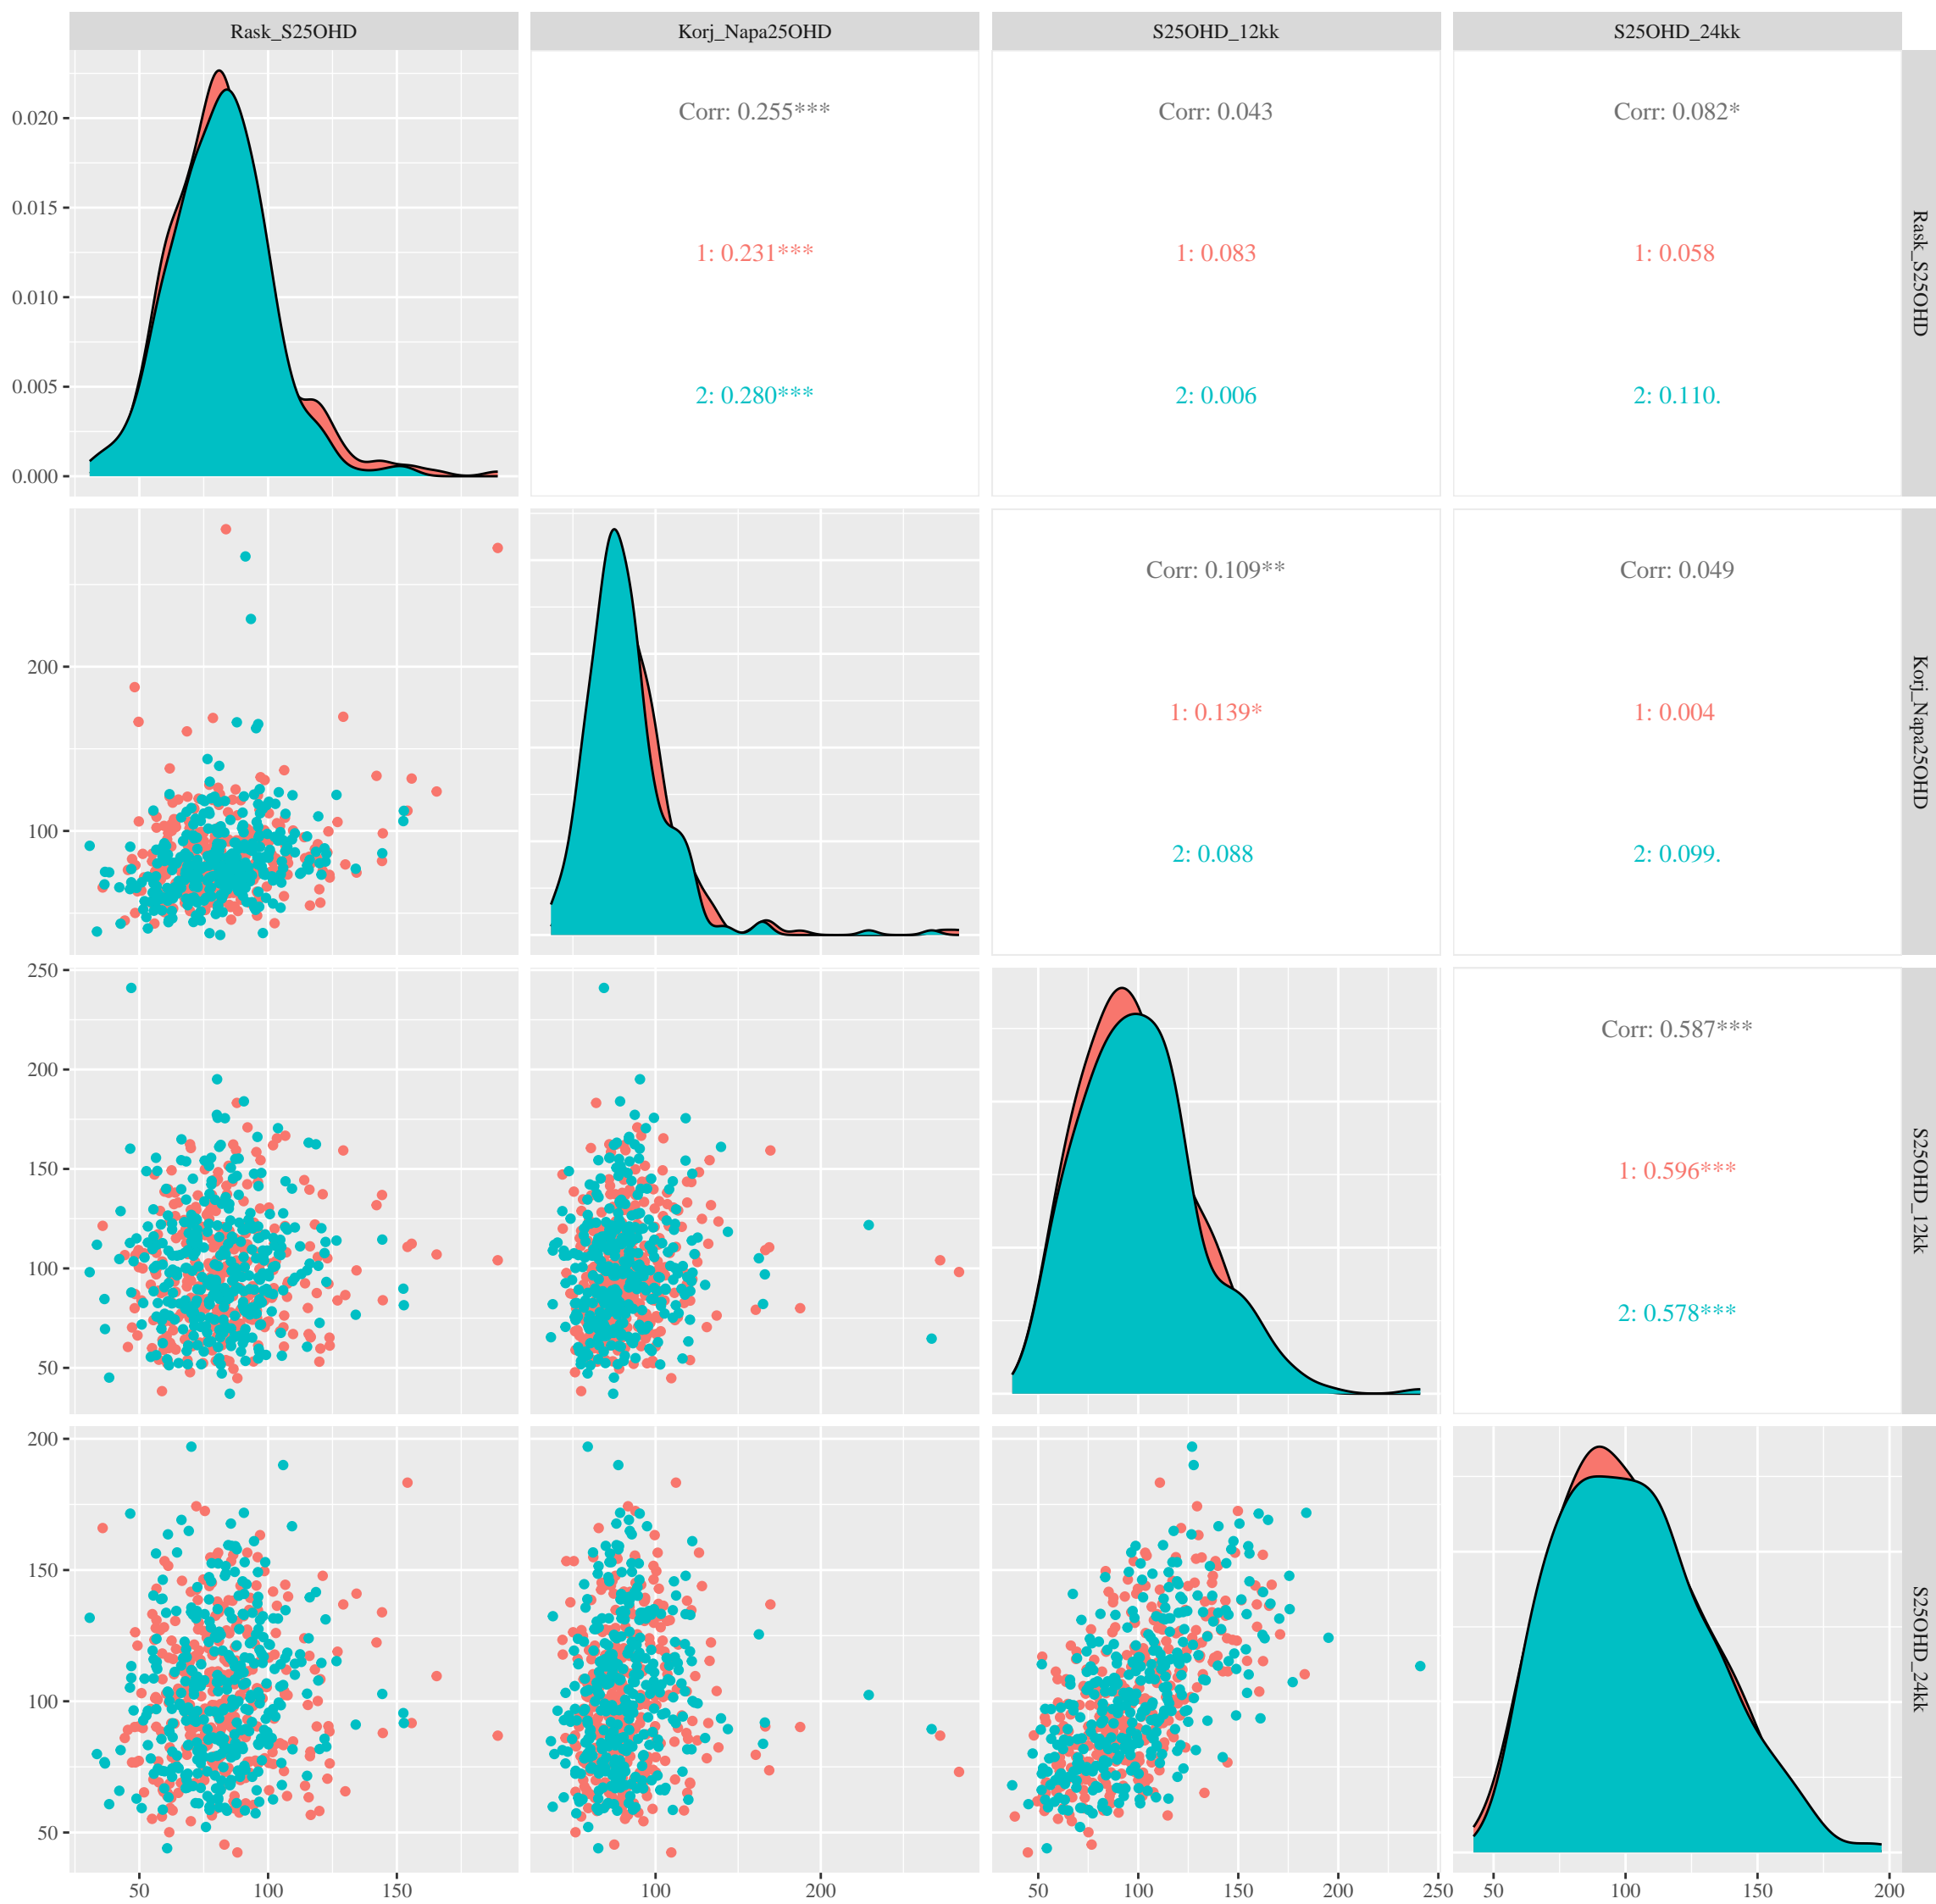 Rask_S25OHD Korj_Napa25OHD S25OHD_12kk S25OHD_24kk
0.020
0.015
0.010
0.005
0.000
Corr: 0.255***
1: 0.231***
2: 0.280***
Corr: 0.043
1: 0.083
2: 0.006
Corr: 0.082*
1: 0.058
2: 0.110.
Rask_S25OHD
200
100
Corr: 0.109**
1: 0.139*
2: 0.088
Corr: 0.049
1: 0.004
2: 0.099.
Korj_Napa25OHD
250
200
150
100
50
Corr: 0.587***
1: 0.596***
2: 0.578***
S25OHD_12kk
200
150
100
50
S25OHD_24kk
50 100 150 100 200 50 100 150 200 250 50 100 150 200